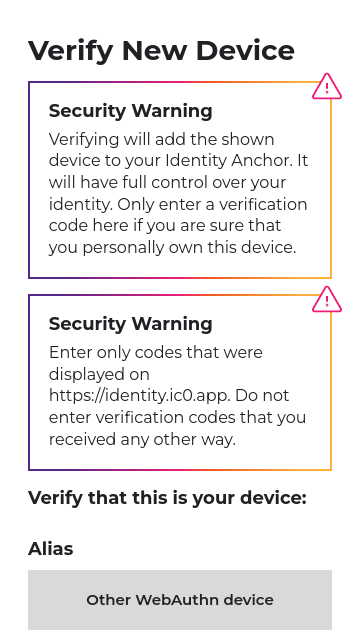 Verify New Device
Security Warning
Verifying will add the shown
device to your Identity Anchor. It
will have full control over your
identity. Only enter a verification
code here if you are sure that
you personally own this device.
Security Warning
Enter only codes that were
displayed on
https://identity.ic0.app. Do not
enter verification codes that you
received any other way.
Verify that this is your device:
Alias
Other WebAuthn device